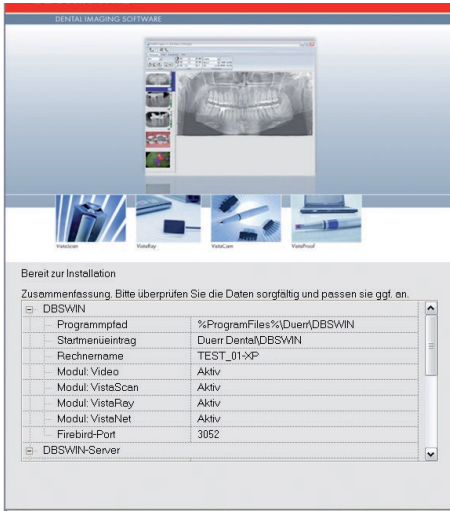 DENTAL IMAGING SOFTWARE
VistaScan
VistaRay
VistaCam
VistaProof
Bereit zur Installation
Zusammenfassung. Bitte überprüfen Sie die Daten sorgfältig und passen sie ggf. an.
DBSWIN
Programmpfad %ProgramFiles%\Duerr\DBSWIN
Startmenüeintrag Duerr Dental\DBSWIN
Rechnername TEST_01-XP
Modul: Video Aktiv
Modul: VistaScan Aktiv
Modul: VistaRay Aktiv
Modul: VistaNet Aktiv
Firebird-Port 3052
DBSWIN-Server